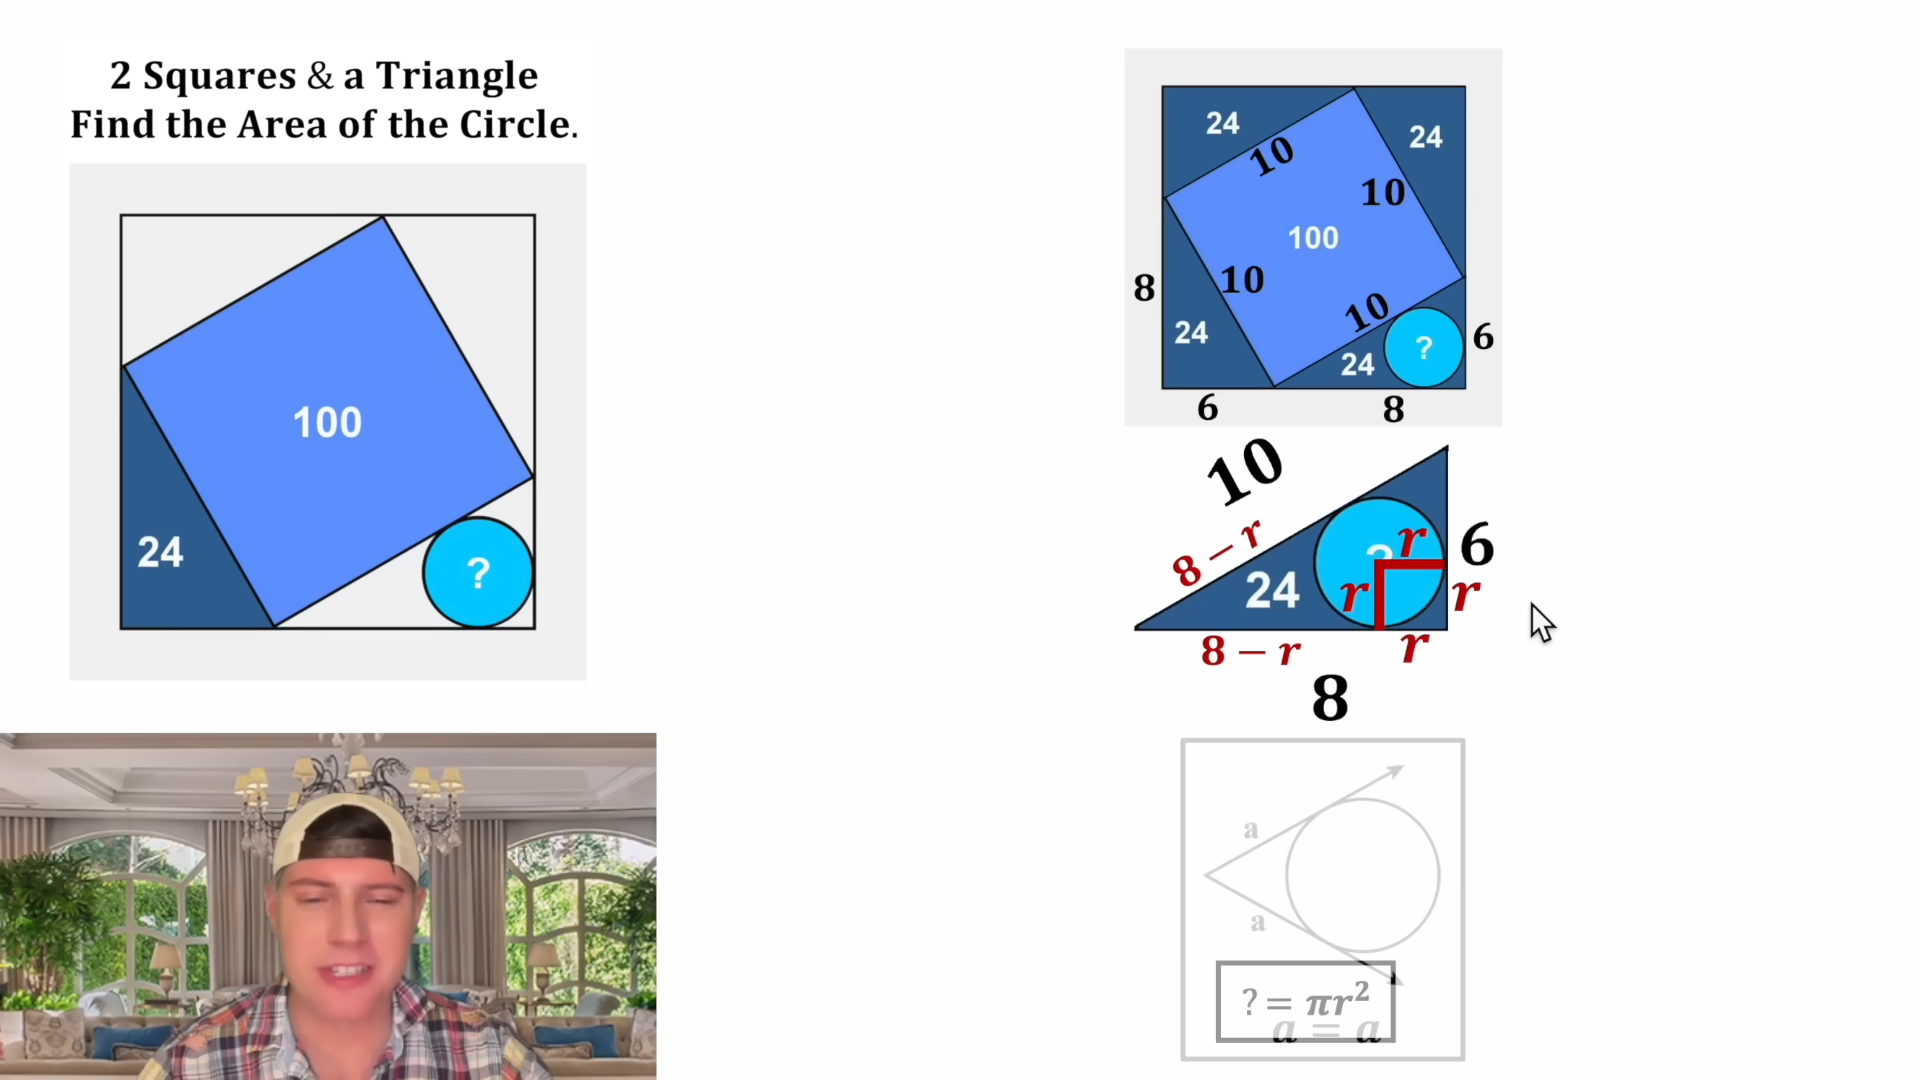 2 Squares & a Triangle
Find the Area of the Circle.
100
24
?
24
24
10
10
100
10
10
8
24
24
?
6
6
8
10
8 − r
r
6
24
r
r
8 − r
r
8
a
a
? = πr²
a = a